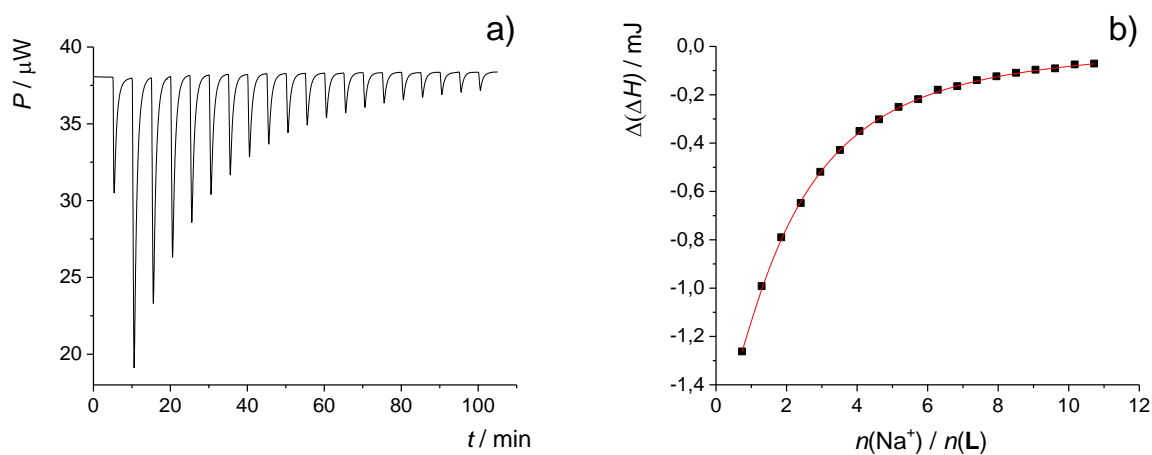 a)
P / μW
40
35
30
25
20
0 20 40 60 80 100
t / min
b)
Δ(ΔH) / mJ
0,0
-0,2
-0,4
-0,6
-0,8
-1,0
-1,2
-1,4
0 2 4 6 8 10 12
n(Na⁺) / n(L)